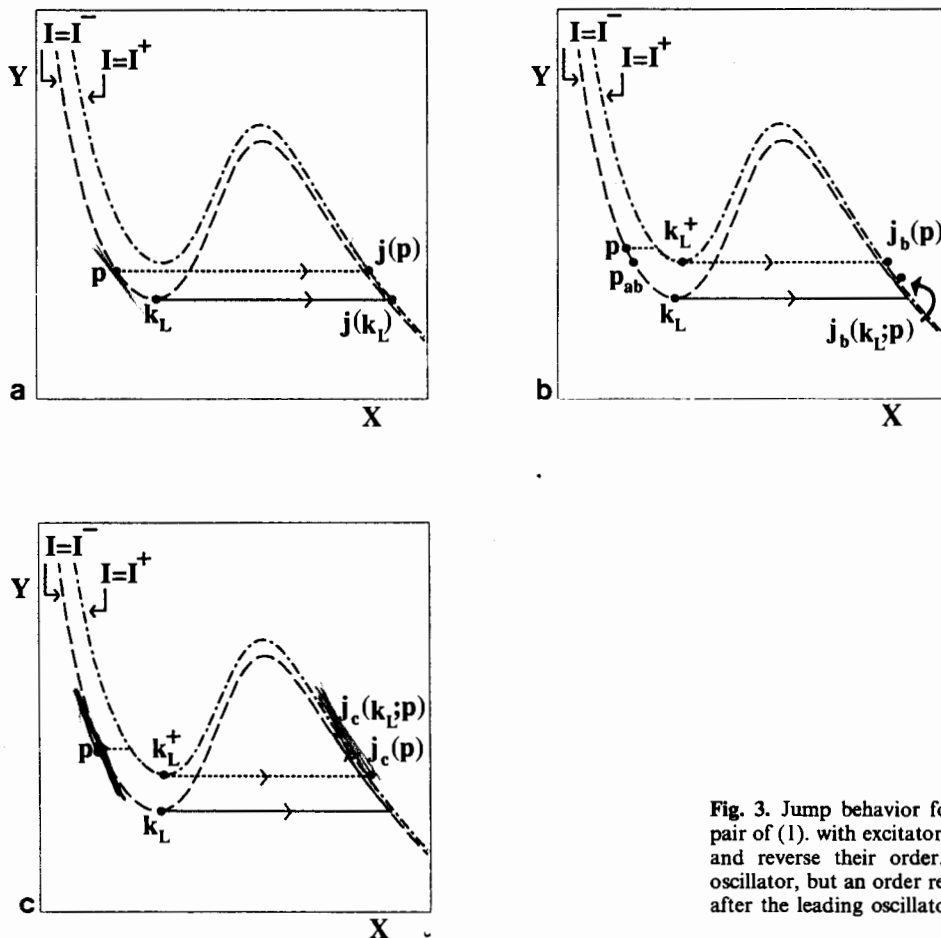 I=I⁻
I=I⁺
Y
p
j(p)
k_L
j(k_L)
a
X
I=I⁻
I=I⁺
Y
p
k_L⁺
j_b(p)
p_ab
k_L
j_b(k_L;p)
b
X
I=I⁻
I=I⁺
Y
j_c(k_L;p)
p
k_L⁺
j_c(p)
k_L
c
X
Fig. 3. Jump behavior fo
pair of (1). with excitator
and reverse their order.
oscillator, but an order re
after the leading oscillato